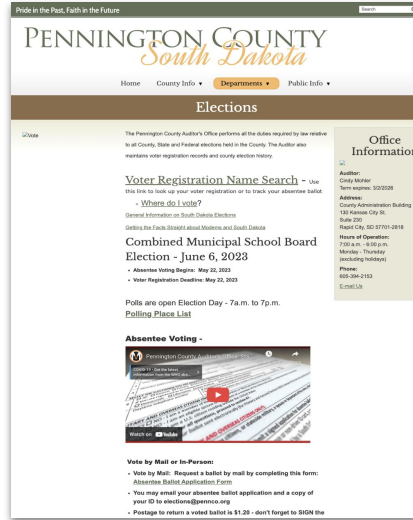 Pride in the Past, Faith in the Future
Search
PENNINGTON COUNTY
South Dakota
Home County Info ▼ Departments ▼ Public Info ▼
Elections
Vote
The Pennington County Auditor's Office performs all the duties required by law relative
to all County, State and Federal elections held in the County. The Auditor also
maintains voter registration records and county election history.
Voter Registration Name Search - Use
this link to look up your voter registration or to track your absentee ballot
Where do I vote?
General Information on South Dakota Elections
Getting the Facts Straight about Modems and South Dakota
Combined Municipal School Board
Election - June 6, 2023
• Absentee Voting Begins: May 22, 2023
• Voter Registration Deadline: May 22, 2023
Polls are open Election Day - 7a.m. to 7p.m.
Polling Place List
Absentee Voting -
Pennington County Auditor's Office
COVID-19 - Get the latest
information from the WHO
Watch on YouTube
Vote by Mail or In-Person:
• Vote by Mail: Request a ballot by mail by completing this form:
Absentee Ballot Application Form
• You may email your absentee ballot application and a copy of
your ID to elections@pennco.org
• Postage to return a voted ballot is $1.20 - don't forget to SIGN the
Office
Information
Auditor:
Cindy Mohler
Term expires: 3/2/2026
Address:
County Administration Building
130 Kansas City St.
Suite 230
Rapid City, SD 57701-2818
Hours of Operation:
7:00 a.m. - 6:00 p.m.
Monday - Thursday
(excluding holidays)
Phone:
605-394-2153
E-mail Us